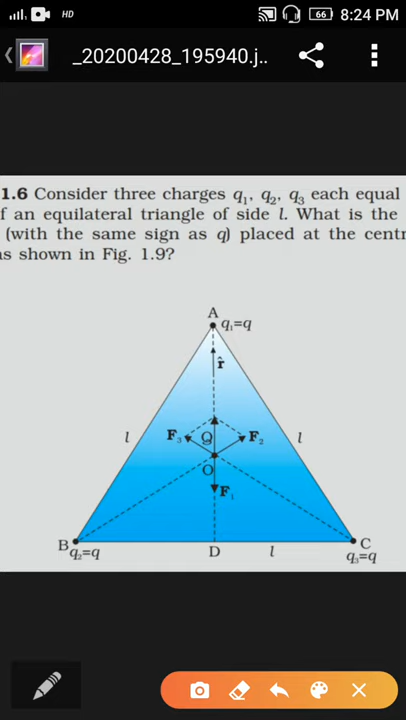 HD
66
8:24 PM
_20200428_195940.j..
1.6 Consider three charges q₁, q₂, q₃ each equal
f an equilateral triangle of side l. What is the
(with the same sign as q) placed at the centr
as shown in Fig. 1.9?
A
q₁=q
r̂
l
F₃
Q
F₂
l
O
F₁
B
q₂=q
D
l
C
q₃=q